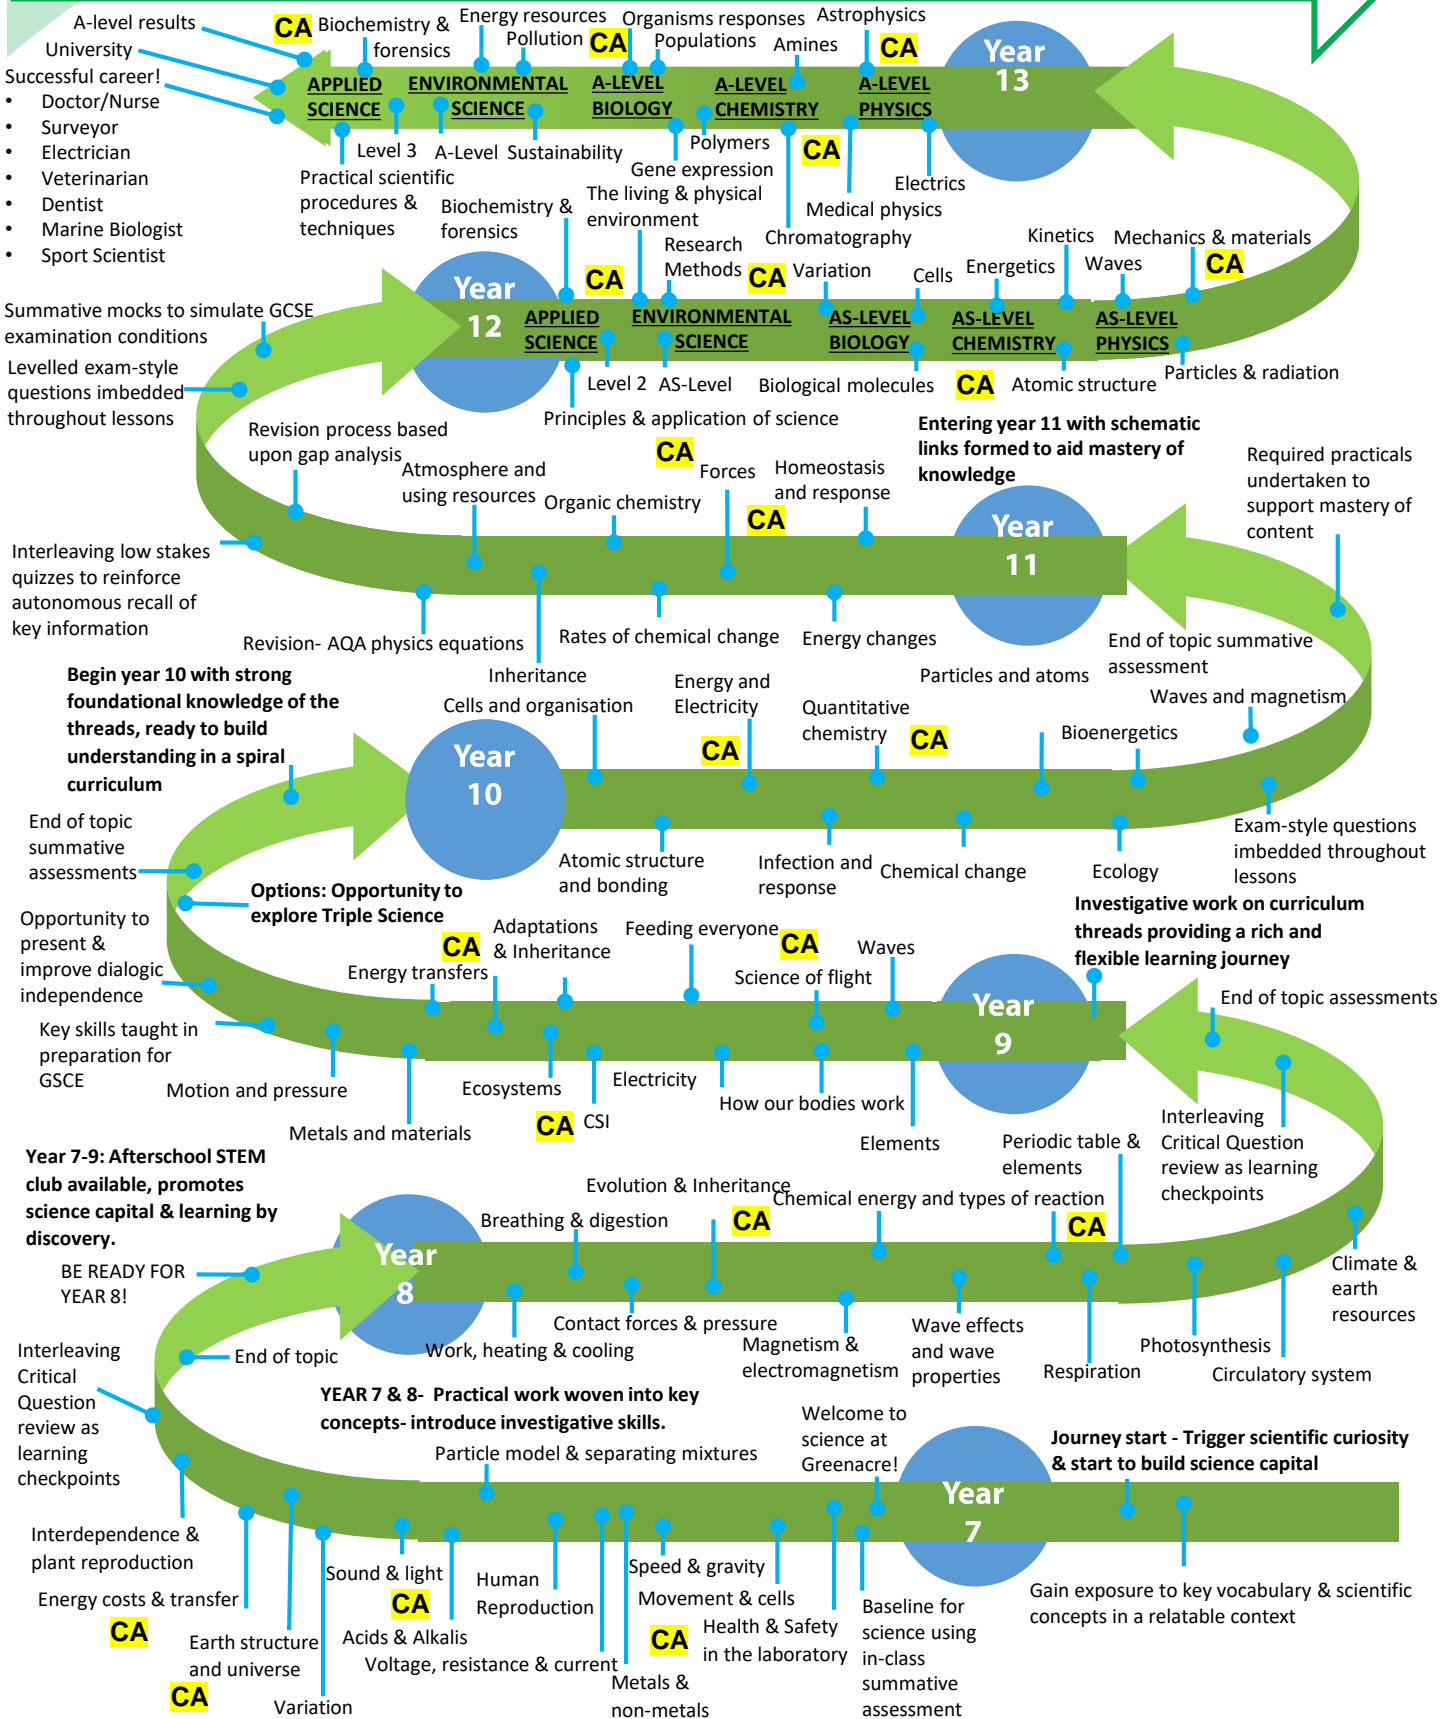 A-level results
University
Successful career!
• Doctor/Nurse
• Surveyor
• Electrician
• Veterinarian
• Dentist
• Marine Biologist
• Sport Scientist
CA
Biochemistry &
forensics
Energy resources
Pollution
CA
Organisms responses
Populations
Amines
Astrophysics
CA
Year
13
APPLIED
SCIENCE
ENVIRONMENTAL
SCIENCE
A-LEVEL
BIOLOGY
A-LEVEL
CHEMISTRY
A-LEVEL
PHYSICS
Level 3
A-Level
Sustainability
Practical scientific
procedures &
techniques
Polymers
CA
Gene expression
Electrics
Medical physics
Chromatography
Biochemistry &
forensics
The living & physical
environment
Research
Methods
CA
CA
Variation
Cells
Energetics
Kinetics
Waves
Mechanics & materials
CA
Year
12
APPLIED
SCIENCE
ENVIRONMENTAL
SCIENCE
AS-LEVEL
BIOLOGY
AS-LEVEL
CHEMISTRY
AS-LEVEL
PHYSICS
Level 2
AS-Level
Biological molecules
CA
Atomic structure
Particles & radiation
Principles & application of science
Summative mocks to simulate GCSE
examination conditions
Levelled exam-style
questions imbedded
throughout lessons
Revision process based
upon gap analysis
Atmosphere and
using resources
Organic chemistry
CA
Forces
CA
Homeostasis
and response
Entering year 11 with schematic
links formed to aid mastery of
knowledge
Year
11
Required practicals
undertaken to
support mastery of
content
Interleaving low stakes
quizzes to reinforce
autonomous recall of
key information
Revision- AQA physics equations
Inheritance
Rates of chemical change
Energy changes
End of topic summative
assessment
Begin year 10 with strong
foundational knowledge of the
threads, ready to build
understanding in a spiral
curriculum
Cells and organisation
Energy and
Electricity
CA
Quantitative
chemistry
CA
Particles and atoms
Bioenergetics
Waves and magnetism
Year
10
End of topic
summative
assessments
Atomic structure
and bonding
Infection and
response
Chemical change
Ecology
Exam-style questions
imbedded throughout
lessons
Options: Opportunity to
explore Triple Science
Opportunity to
present &
improve dialogic
independence
Key skills taught in
preparation for
GSCE
CA
Energy transfers
Adaptations
& Inheritance
Feeding everyone
CA
Science of flight
Waves
Investigative work on curriculum
threads providing a rich and
flexible learning journey
Year
9
End of topic assessments
Motion and pressure
Metals and materials
Ecosystems
CA
CSI
Electricity
How our bodies work
Elements
Interleaving
Critical Question
review as learning
checkpoints
Year 7-9: Afterschool STEM
club available, promotes
science capital & learning by
discovery.
BE READY FOR
YEAR 8!
Breathing & digestion
Evolution & Inheritance
CA
Chemical energy and types of reaction
CA
Periodic table &
elements
Year
8
Climate &
earth
resources
Work, heating & cooling
Contact forces & pressure
Magnetism &
electromagnetism
Wave effects
and wave
properties
Respiration
Photosynthesis
Circulatory system
End of topic
Interleaving
Critical
Question
review as
learning
checkpoints
YEAR 7 & 8- Practical work woven into key
concepts- introduce investigative skills.
Particle model & separating mixtures
Welcome to
science at
Greenacre!
Year
7
Journey start - Trigger scientific curiosity
& start to build science capital
Interdependence &
plant reproduction
Energy costs & transfer
CA
Earth structure
and universe
CA
Variation
Sound & light
CA
Acids & Alkalis
Human
Reproduction
Voltage, resistance & current
Metals &
non-metals
Speed & gravity
Movement & cells
CA
Health & Safety
in the laboratory
Baseline for
science using
in-class
summative
assessment
Gain exposure to key vocabulary & scientific
concepts in a relatable context